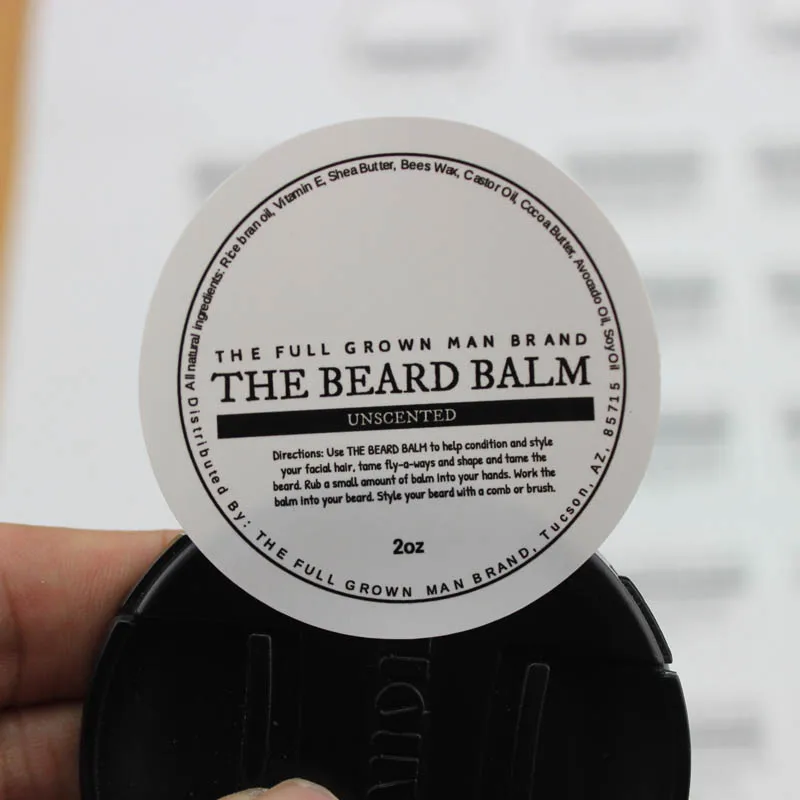 All natural ingredients: Rice bran oil, Vitamin E, Shea Butter, Bees Wax, Castor Oil, Cocoa Butter, Avocado Oil, Soy Oil
THE FULL GROWN MAN BRAND
THE BEARD BALM
UNSCENTED
Directions: Use THE BEARD BALM to help condition and style
your facial hair, tame fly-a-ways and shape and tame the
beard. Rub a small amount of balm into your hands. Work the
balm into your beard. Style your beard with a comb or brush.
2oz
Distributed By: THE FULL GROWN MAN BRAND, Tucson, AZ, 85715